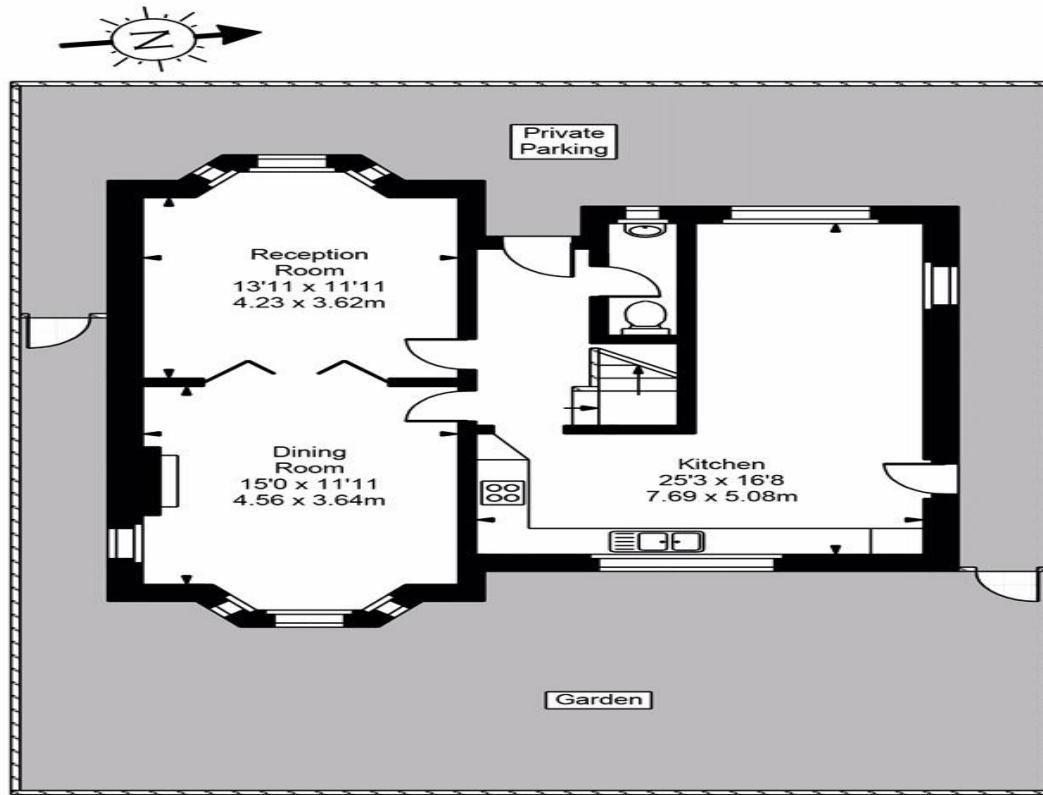 N
Private
Parking
Reception
Room
13'11 x 11'11
4.23 x 3.62m
Dining
Room
15'0 x 11'11
4.56 x 3.64m
Kitchen
25'3 x 16'8
7.69 x 5.08m
Garden